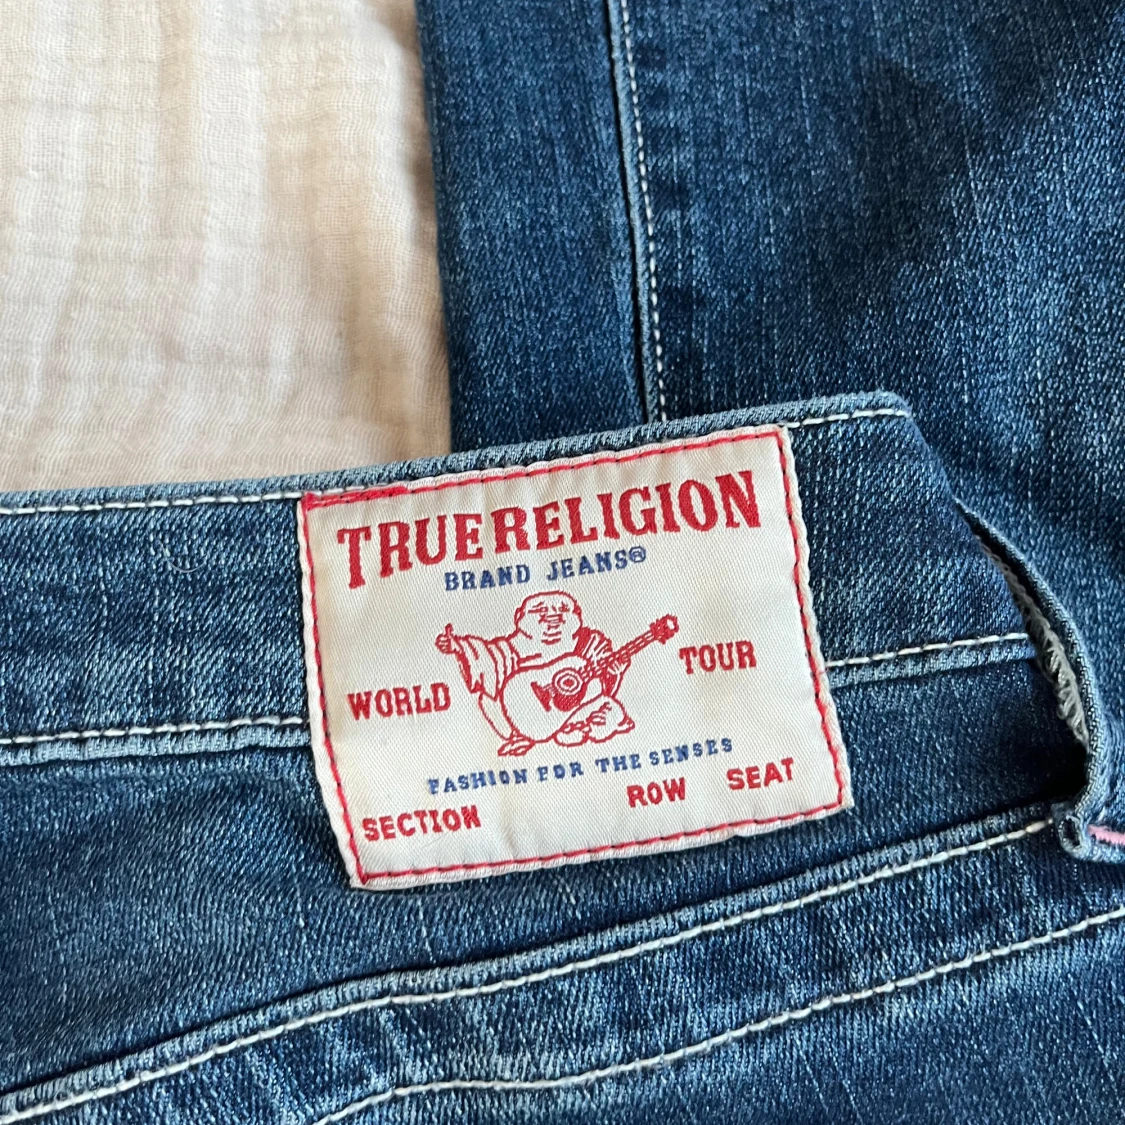 TRUE RELIGION
BRAND JEANS®
WORLD TOUR
FASHION FOR THE SENSES
SECTION ROW SEAT